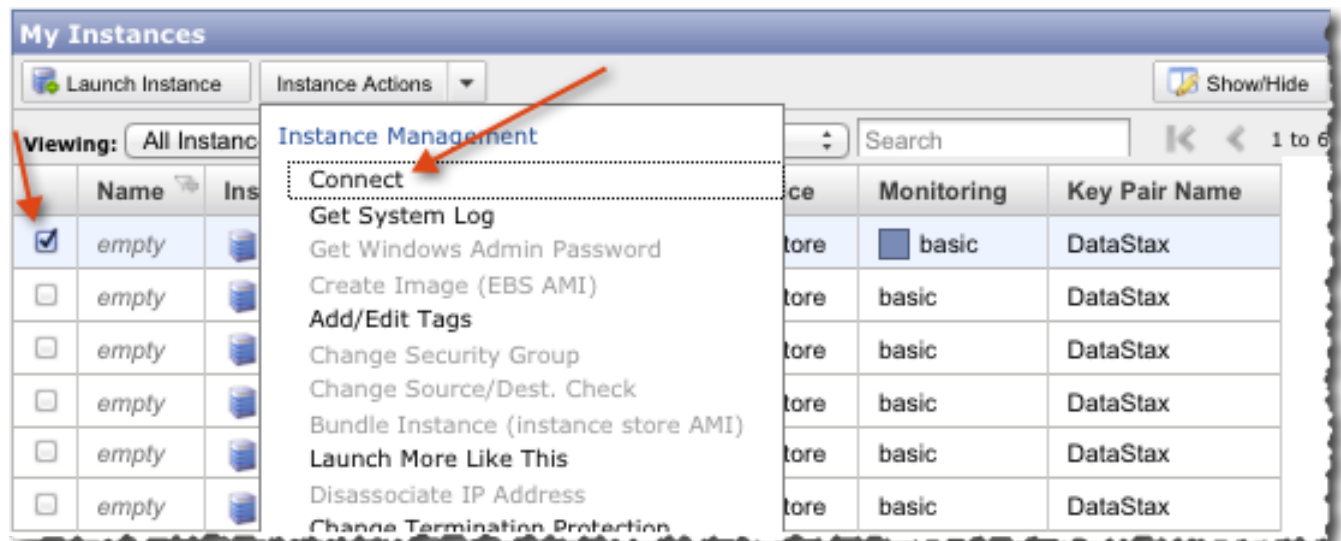 My Instances
Launch Instance Instance Actions Show/Hide
Viewing: All Instanc Search 1 to 6
Instance Management
Connect
Get System Log
Get Windows Admin Password
Create Image (EBS AMI)
Add/Edit Tags
Change Security Group
Change Source/Dest. Check
Bundle Instance (instance store AMI)
Launch More Like This
Disassociate IP Address
Change Termination Protection
Name Ins ce Monitoring Key Pair Name
empty tore basic DataStax
empty tore basic DataStax
empty tore basic DataStax
empty tore basic DataStax
empty tore basic DataStax
empty tore basic DataStax